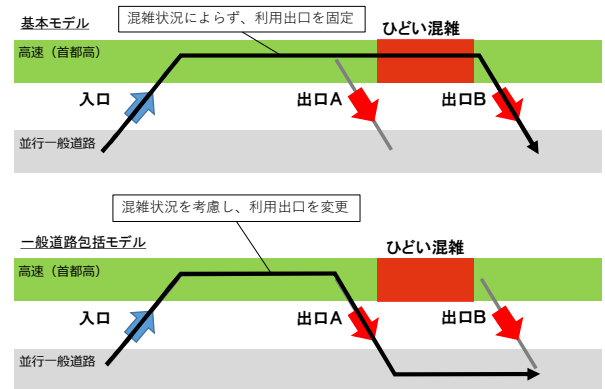 混雑状況によらず、利用出口を固定
基本モデル
ひどい混雑
高速（首都高）
入口
出口A
出口B
並行一般道路
混雑状況を考慮し、利用出口を変更
一般道路包括モデル
ひどい混雑
高速（首都高）
入口
出口A
出口B
並行一般道路